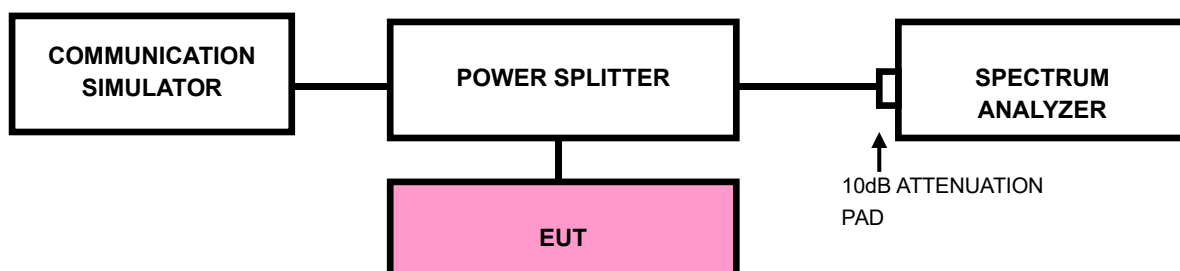 COMMUNICATION
SIMULATOR
POWER SPLITTER
SPECTRUM
ANALYZER
10dB ATTENUATION
PAD
EUT